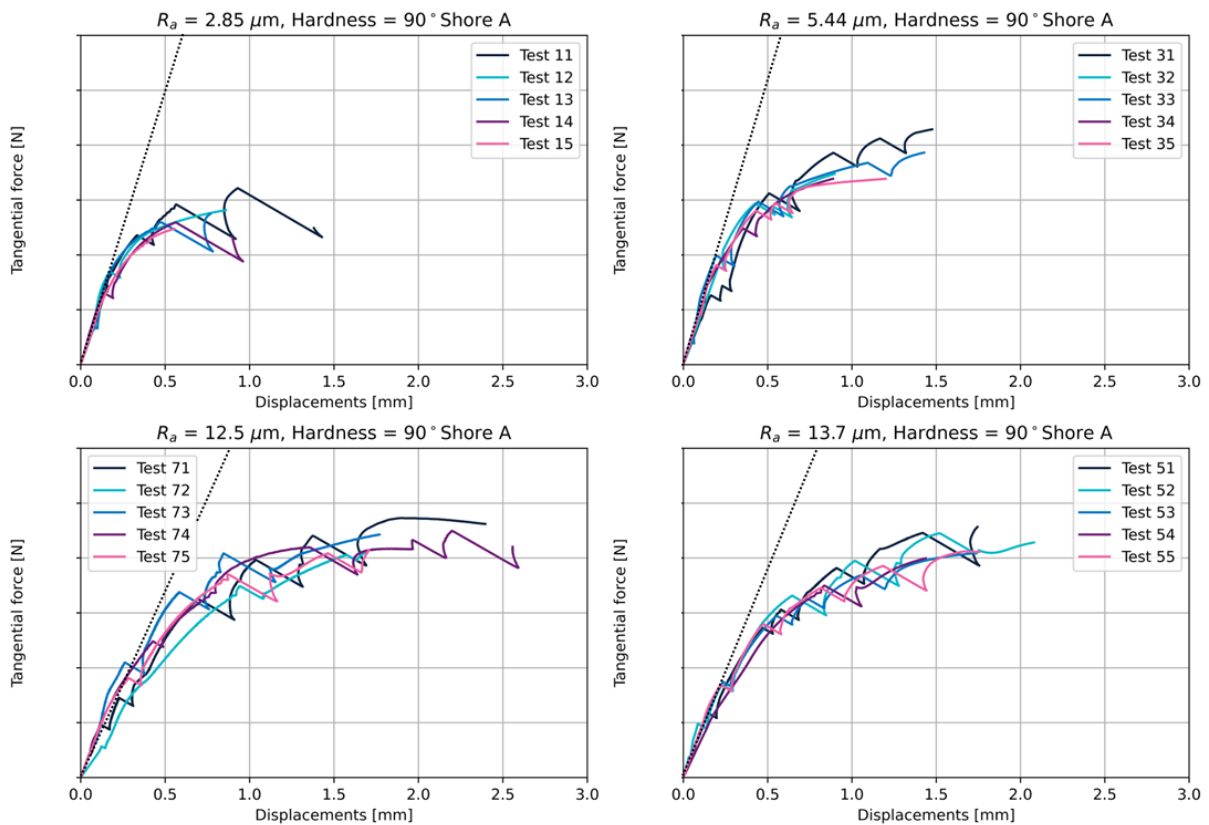 R_a = 2.85 μm, Hardness = 90°Shore A
Tangential force [N]
Test 11
Test 12
Test 13
Test 14
Test 15
0.0 0.5 1.0 1.5 2.0 2.5 3.0
Displacements [mm]
R_a = 5.44 μm, Hardness = 90°Shore A
Tangential force [N]
Test 31
Test 32
Test 33
Test 34
Test 35
0.0 0.5 1.0 1.5 2.0 2.5 3.0
Displacements [mm]
R_a = 12.5 μm, Hardness = 90°Shore A
Tangential force [N]
Test 71
Test 72
Test 73
Test 74
Test 75
0.0 0.5 1.0 1.5 2.0 2.5 3.0
Displacements [mm]
R_a = 13.7 μm, Hardness = 90°Shore A
Tangential force [N]
Test 51
Test 52
Test 53
Test 54
Test 55
0.0 0.5 1.0 1.5 2.0 2.5 3.0
Displacements [mm]